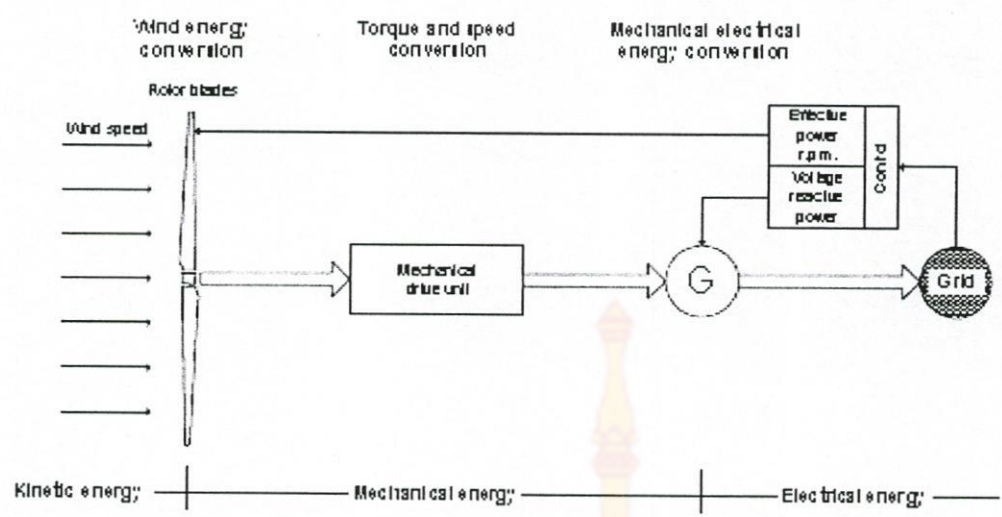 Wind energy
conversion
Torque and speed
conversion
Mechanical electrical
energy conversion
Rotor blades
Wind speed
Effective
power
r.p.m.
Voltage
reactive
power
Control
Mechanical
drive unit
G
Grid
Kinetic energy
Mechanical energy
Electrical energy